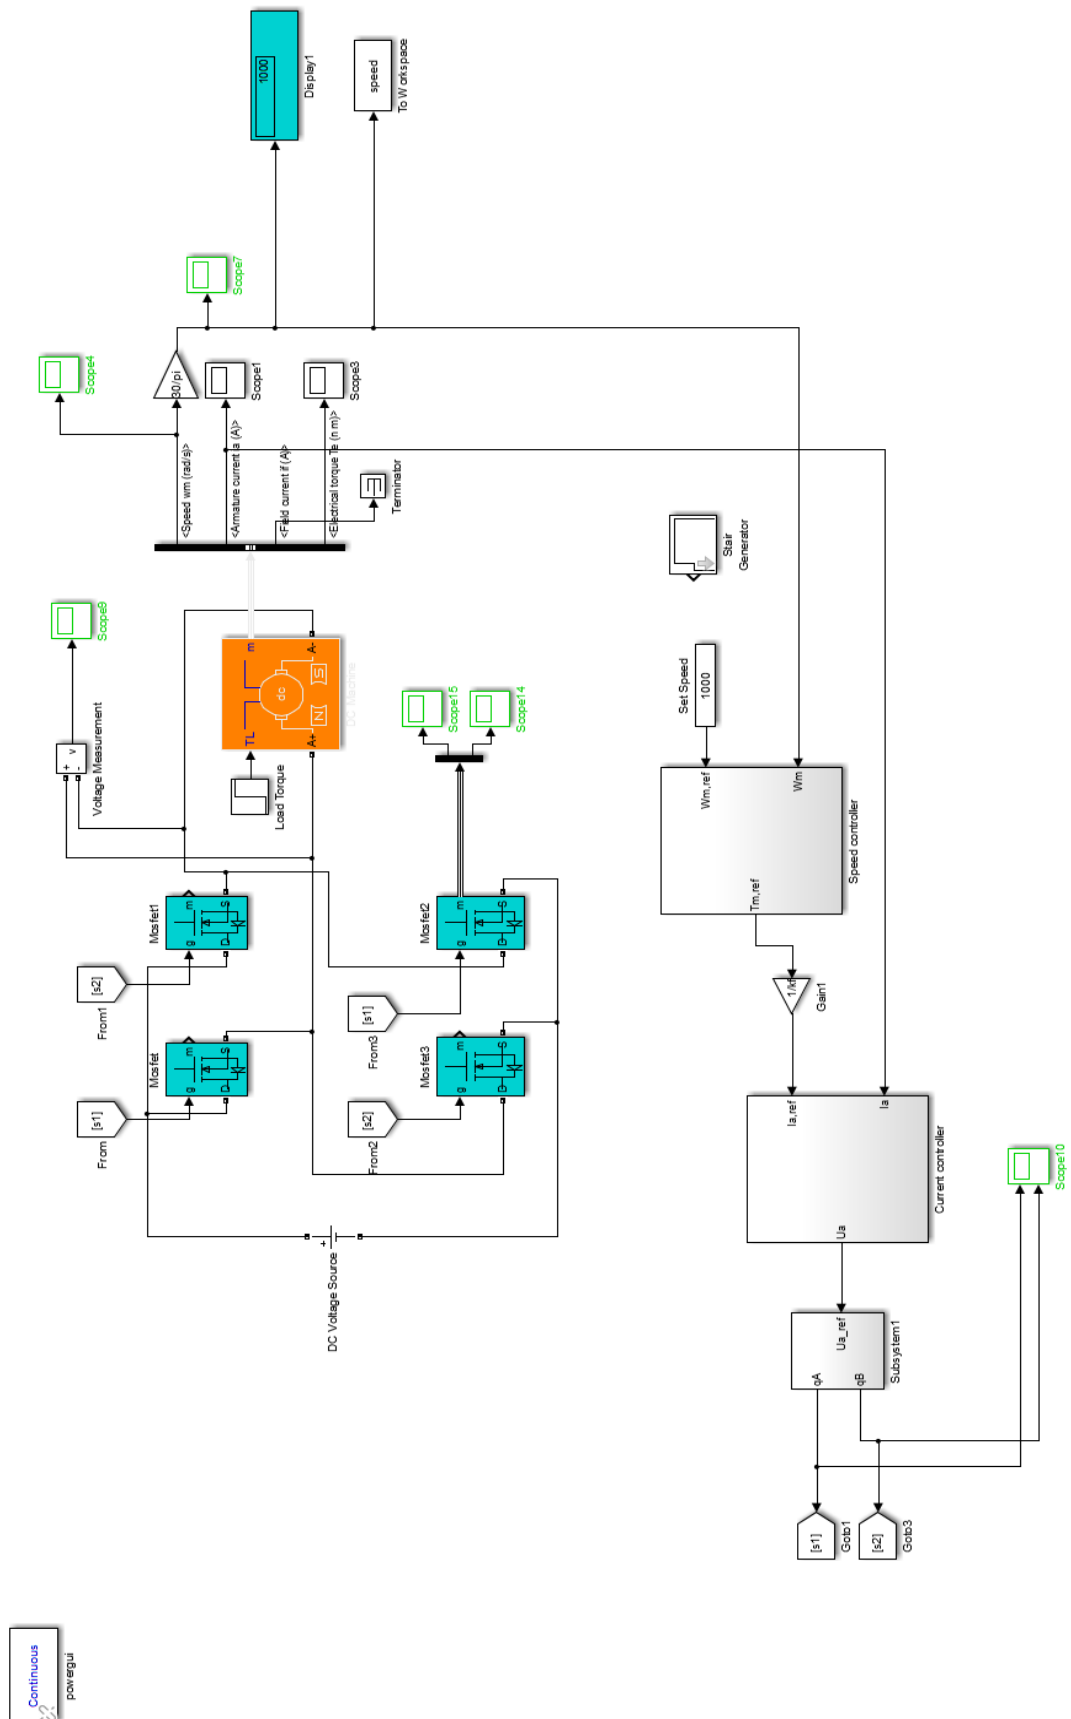 Continuous
powergui
DC Voltage Source
+
From
[s1]
Mosfet
g
m
D
S
From1
[s2]
Mosfet1
g
m
D
S
From2
[s2]
Mosfet3
g
m
D
S
From3
[s1]
Mosfet2
g
m
D
S
Voltage Measurement
+
-
v
Scope9
Load Torque
TL
m
A+
A-
dc
N
S
DC Machine
Scope15
Scope14
<Speed wm (rad/s)>
<Armature current ia (A)>
<Field current if (A)>
<Electrical torque Te (n m)>
Terminator
Scope4
30/pi
Scope1
Scope3
Scope7
1000
Display1
speed
To Workspace
[s1]
Goto1
[s2]
Goto3
qA
qB
Ua_ref
Subsystem1
Ua
Ia,ref
Ia
Current controller
Scope10
Gain1
Tm,ref
Wm,ref
Wm
Speed controller
Set Speed
1000
Stair
Generator